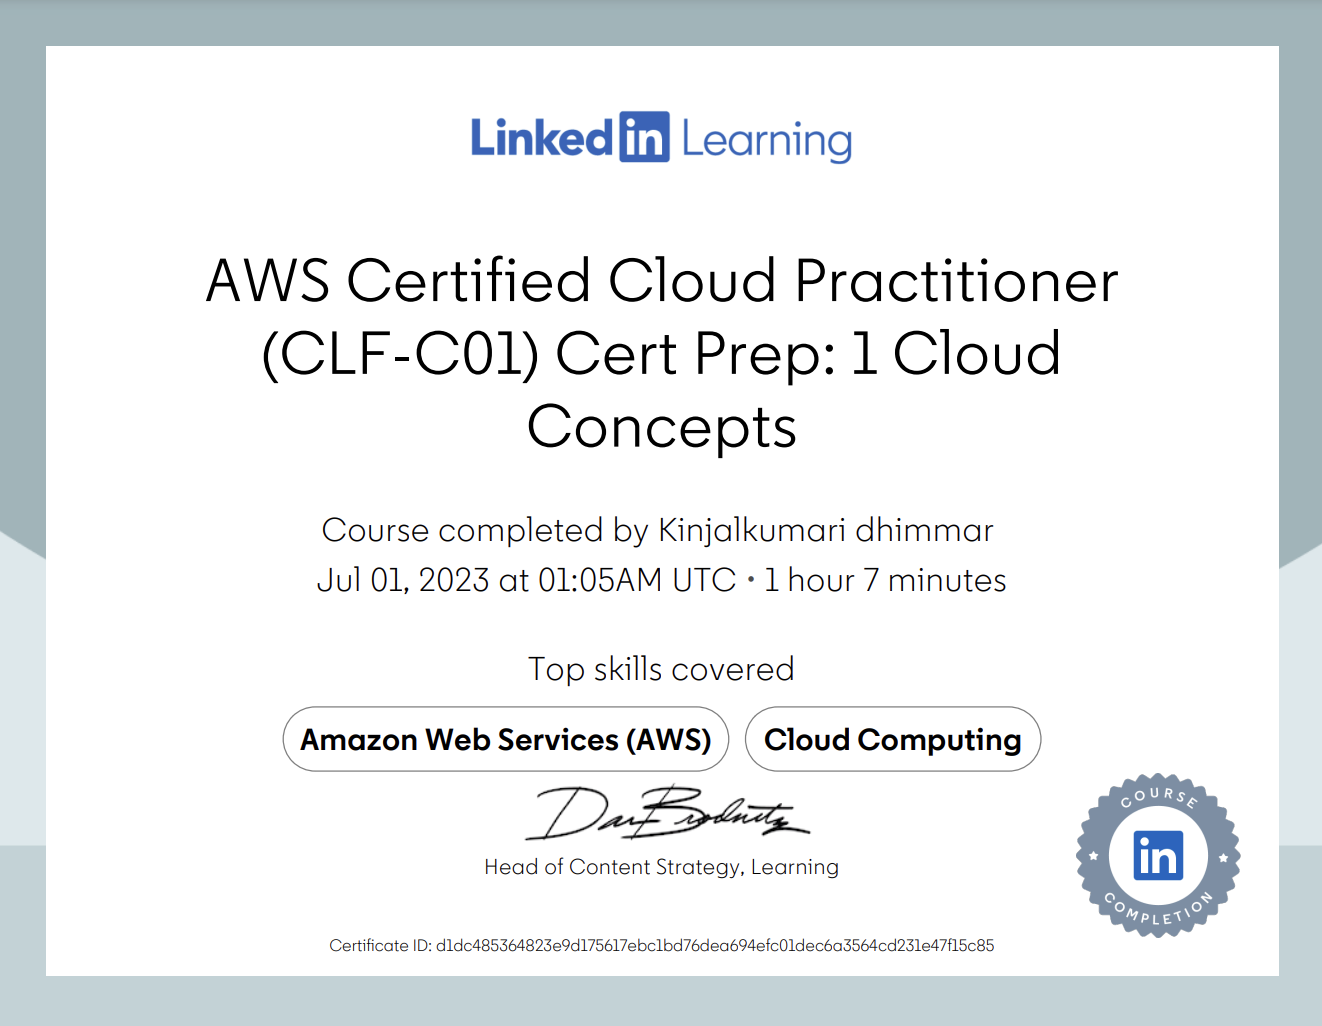 Linked in Learning
AWS Certified Cloud Practitioner
(CLF-C01) Cert Prep: 1 Cloud
Concepts
Course completed by Kinjalkumari dhimmar
Jul 01, 2023 at 01:05AM UTC • 1 hour 7 minutes
Top skills covered
Amazon Web Services (AWS)
Cloud Computing
Dan Brodnitz
Head of Content Strategy, Learning
COURSE
in
COMPLETION
Certificate ID: d1dc485364823e9d175617ebc1bd76dea694efc01dec6a3564cd231e47f15c85